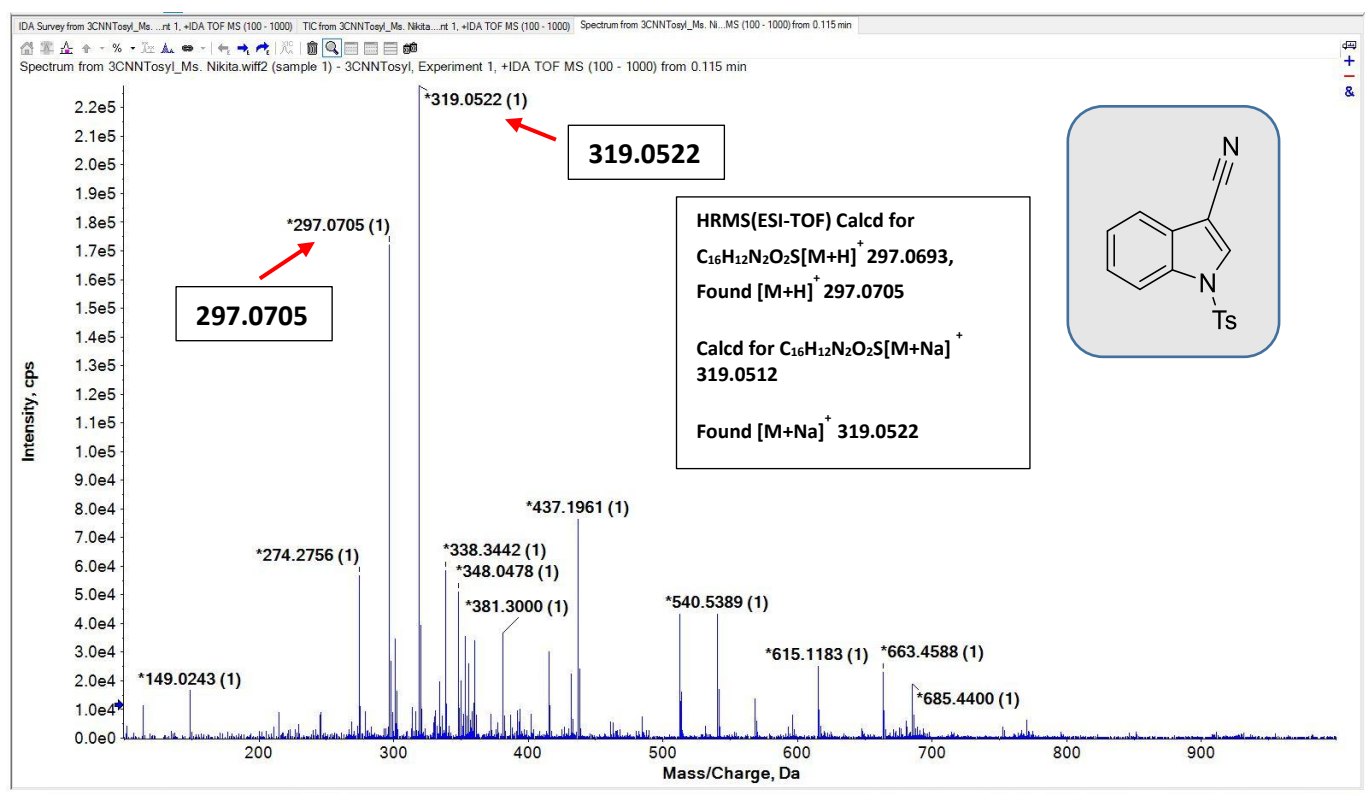 IDA Survey from 3CNNTosyl_Ms. ...nt 1, +IDA TOF MS (100 - 1000) TIC from 3CNNTosyl_Ms. Nikita....nt 1, +IDA TOF MS (100 - 1000) Spectrum from 3CNNTosyl_Ms. Ni...MS (100 - 1000) from 0.115 min
%
Spectrum from 3CNNTosyl_Ms. Nikita.wiff2 (sample 1) - 3CNNTosyl, Experiment 1, +IDA TOF MS (100 - 1000) from 0.115 min
+
−
&
Intensity, cps
2.2e5
2.1e5
2.0e5
1.9e5
1.8e5
1.7e5
1.6e5
1.5e5
1.4e5
1.3e5
1.2e5
1.1e5
1.0e5
9.0e4
8.0e4
7.0e4
6.0e4
5.0e4
4.0e4
3.0e4
2.0e4
1.0e4
0.0e0
*319.0522 (1)
319.0522
*297.0705 (1)
297.0705
HRMS(ESI-TOF) Calcd for
C₁₆H₁₂N₂O₂S[M+H]⁺ 297.0693,
Found [M+H]⁺ 297.0705
Calcd for C₁₆H₁₂N₂O₂S[M+Na]⁺
319.0512
Found [M+Na]⁺ 319.0522
N
N
Ts
*437.1961 (1)
*274.2756 (1)
*338.3442 (1)
*348.0478 (1)
*381.3000 (1)
*540.5389 (1)
*615.1183 (1)
*663.4588 (1)
*685.4400 (1)
*149.0243 (1)
200 300 400 500 600 700 800 900
Mass/Charge, Da